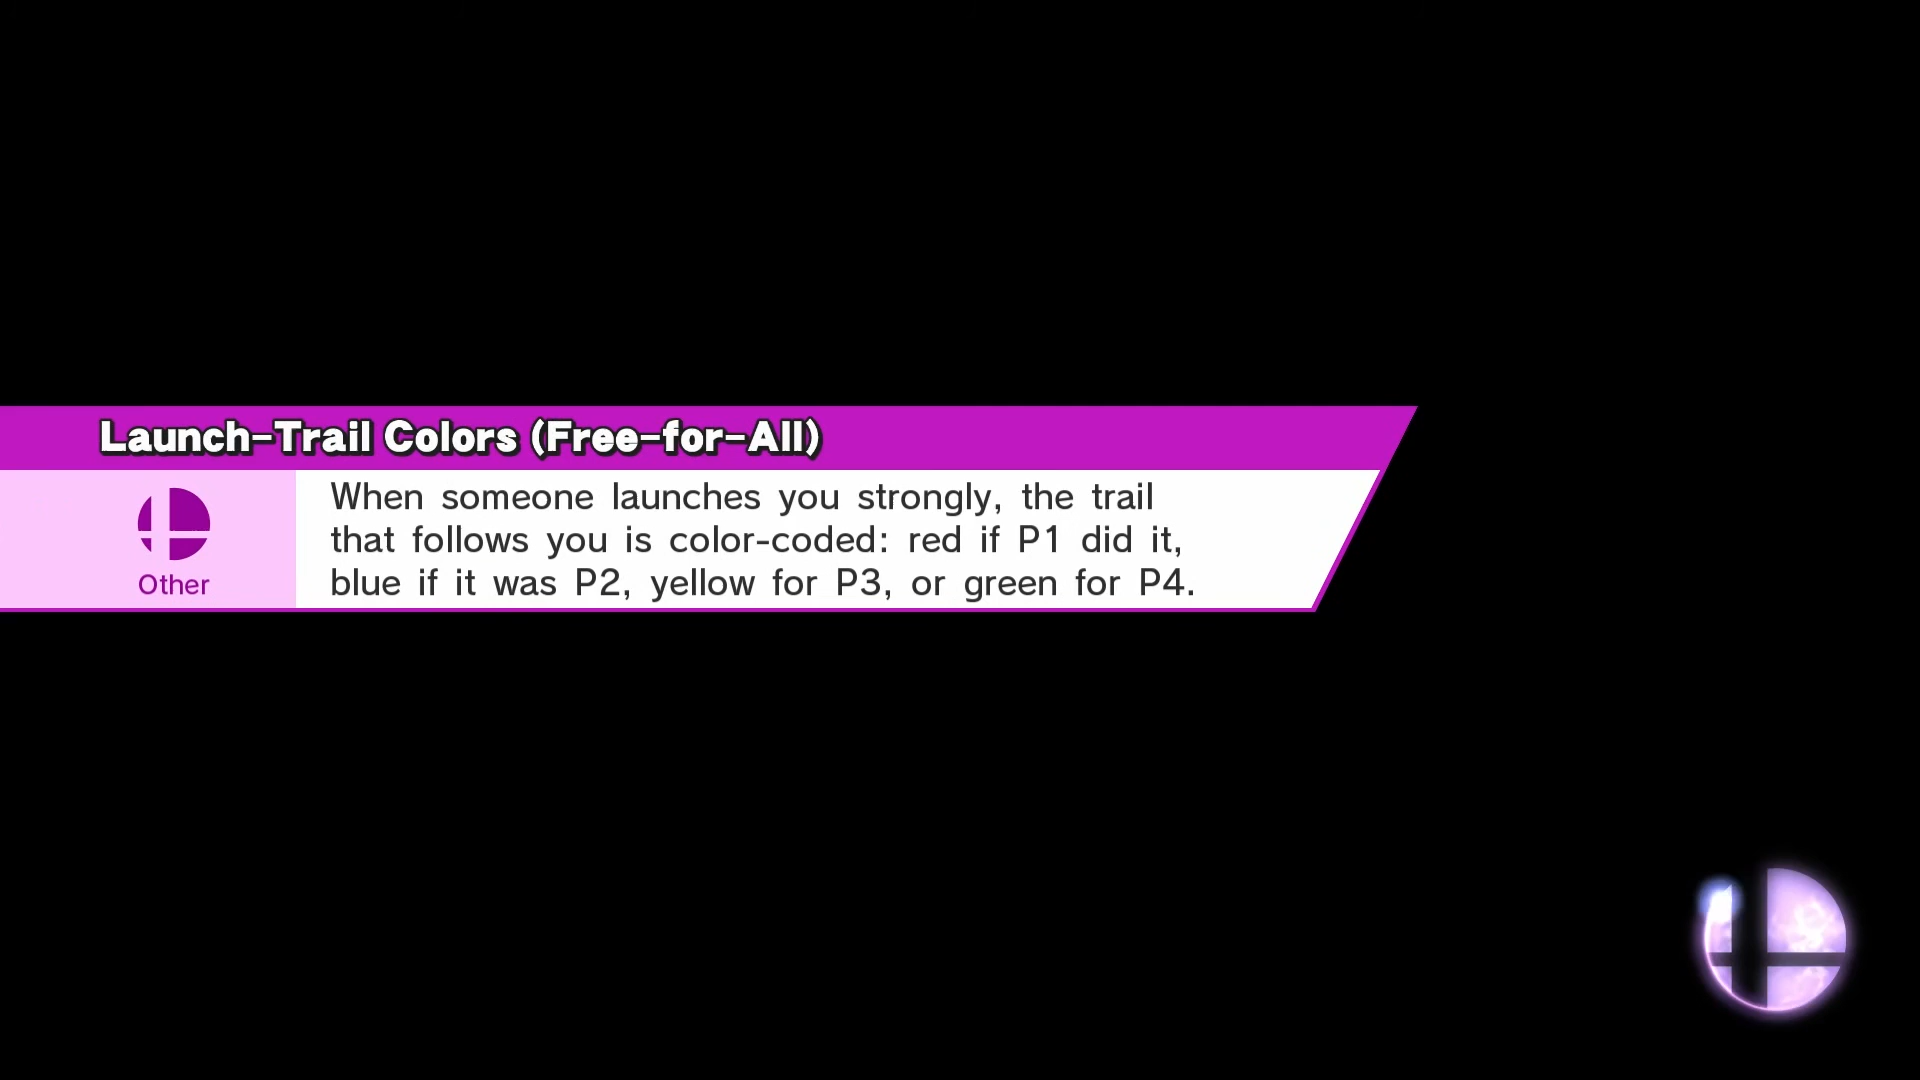 Launch-Trail Colors (Free-for-All)
Other
When someone launches you strongly, the trail
that follows you is color-coded: red if P1 did it,
blue if it was P2, yellow for P3, or green for P4.